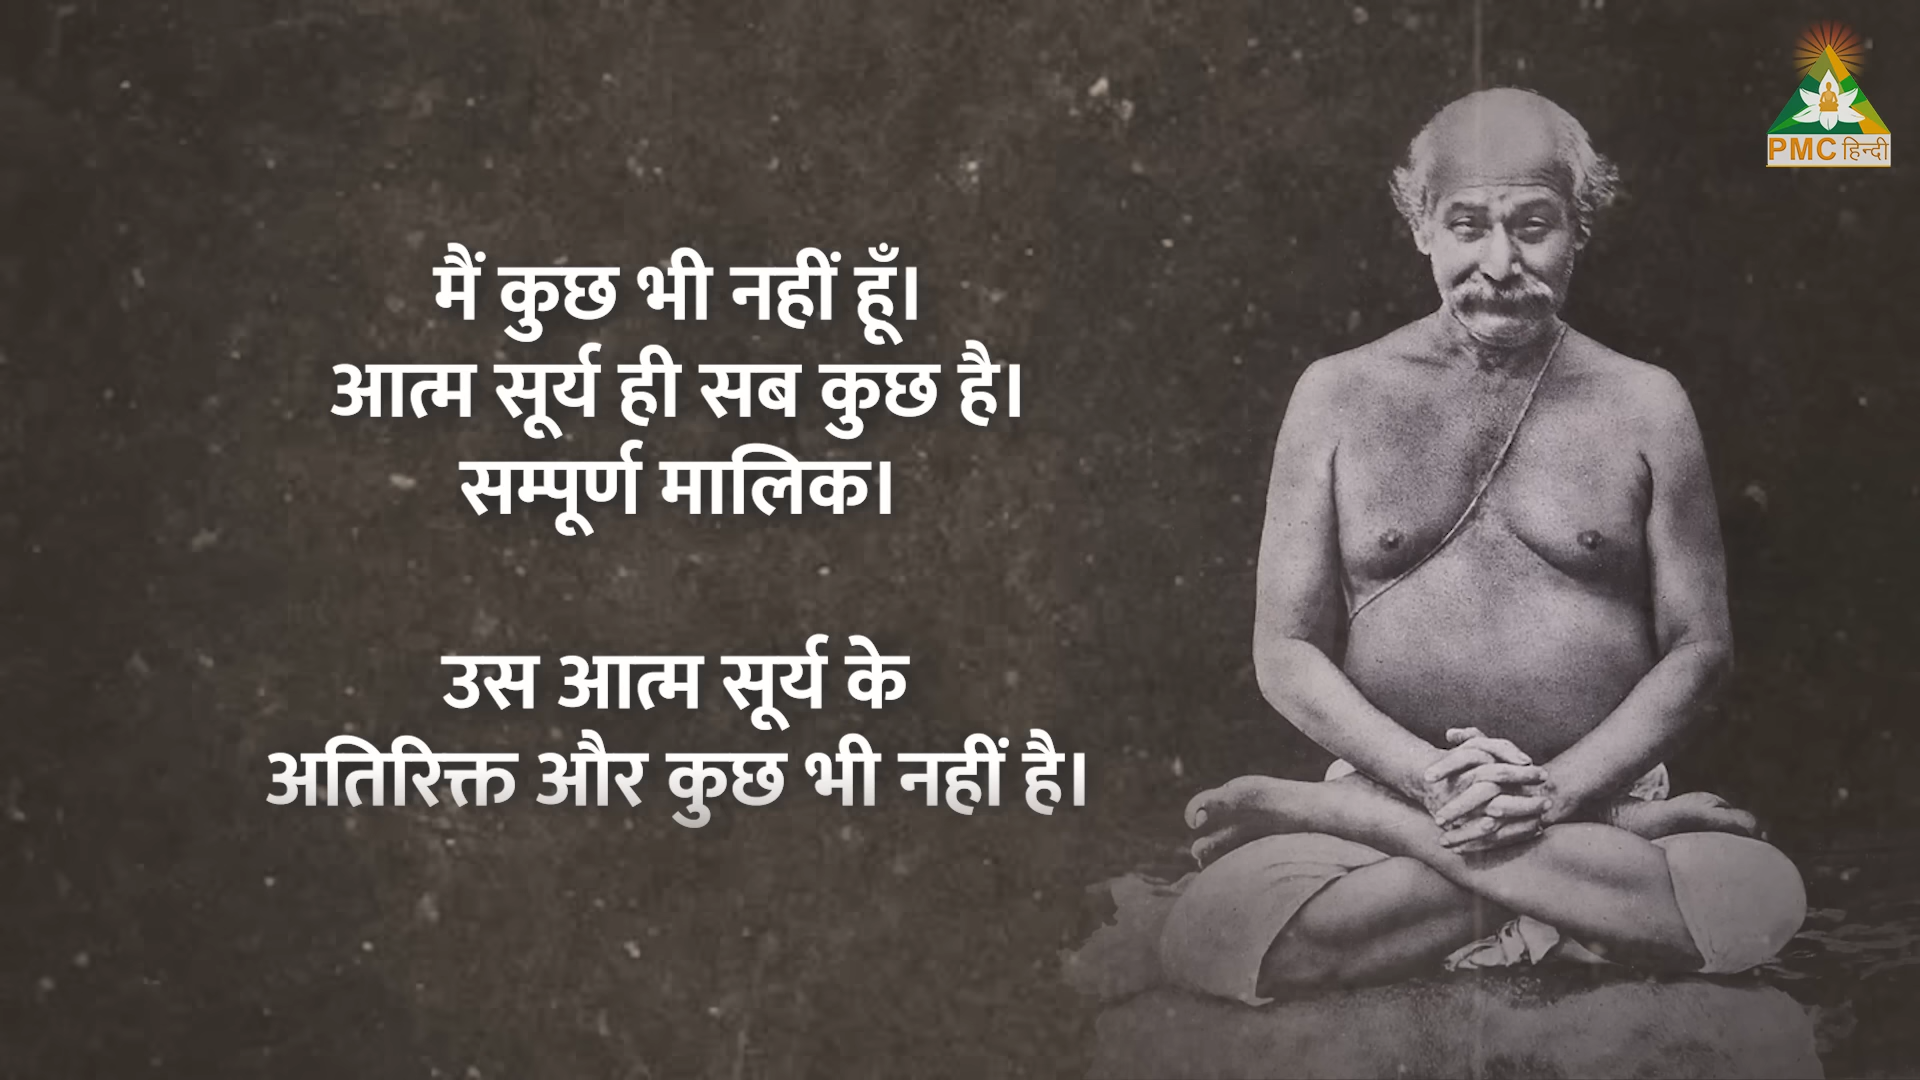 PMC हिन्दी
मैं कुछ भी नहीं हूँ।
आत्म सूर्य ही सब कुछ है।
सम्पूर्ण मालिक।
उस आत्म सूर्य के
अतिरिक्त और कुछ भी नहीं है।